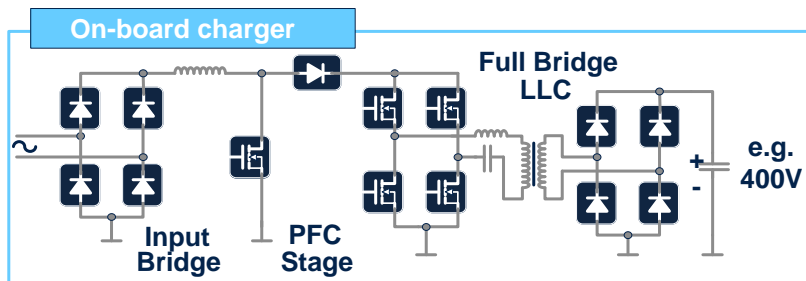 On-board charger
Full Bridge
LLC
Input
Bridge
PFC
Stage
+
-
e.g.
400V